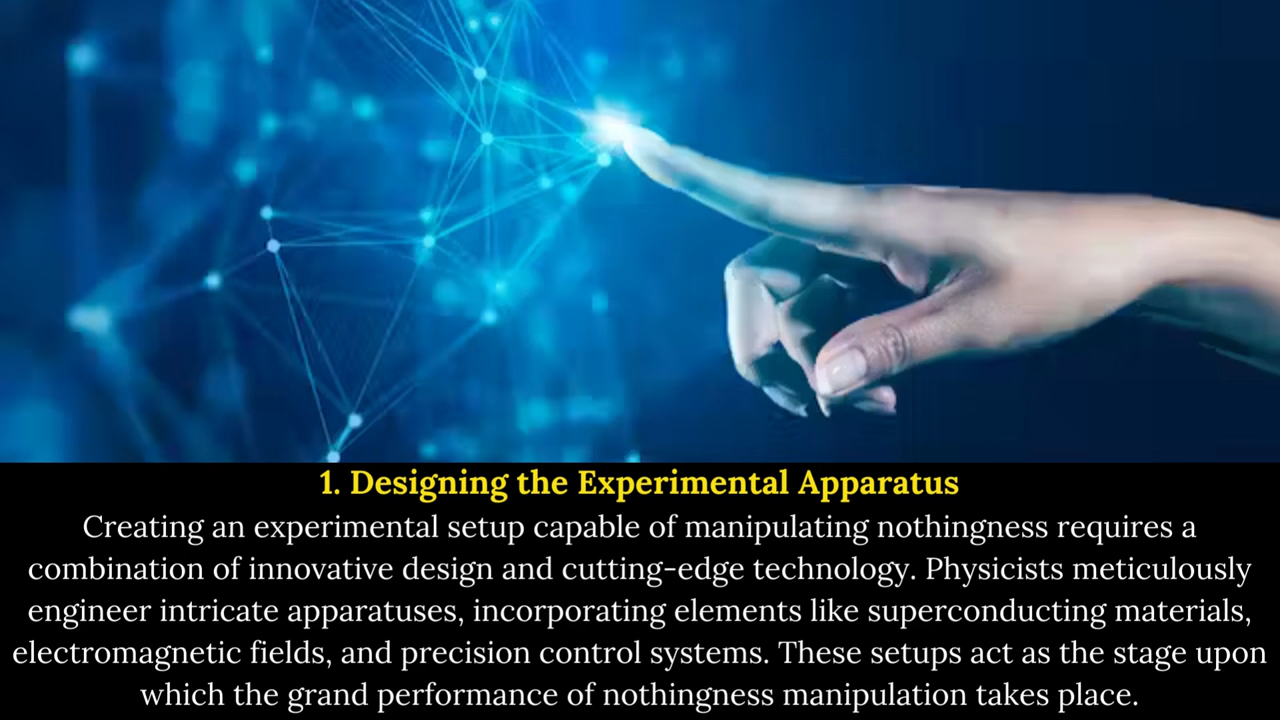 1. Designing the Experimental Apparatus
Creating an experimental setup capable of manipulating nothingness requires a
combination of innovative design and cutting-edge technology. Physicists meticulously
engineer intricate apparatuses, incorporating elements like superconducting materials,
electromagnetic fields, and precision control systems. These setups act as the stage upon
which the grand performance of nothingness manipulation takes place.